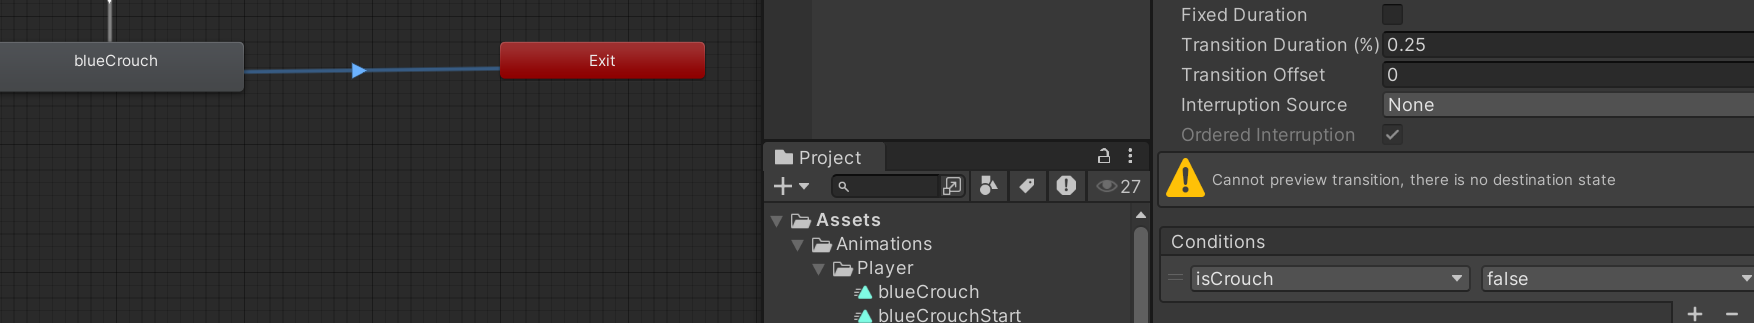 blueCrouch
Exit
Project
27
Assets
Animations
Player
blueCrouch
blueCrouchStart
Fixed Duration
Transition Duration (%) 0.25
Transition Offset 0
Interruption Source None
Ordered Interruption
Cannot preview transition, there is no destination state
Conditions
isCrouch false